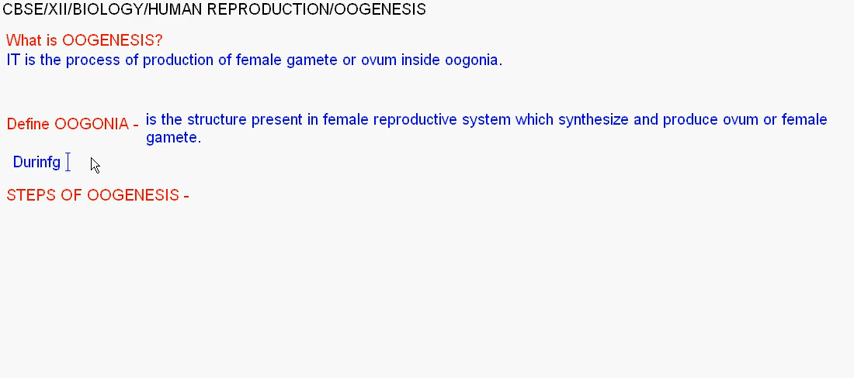 CBSE/XII/BIOLOGY/HUMAN REPRODUCTION/OOGENESIS
What is OOGENESIS?
IT is the process of production of female gamete or ovum inside oogonia.
Define OOGONIA - is the structure present in female reproductive system which synthesize and produce ovum or female
gamete.
Durinfg
STEPS OF OOGENESIS -